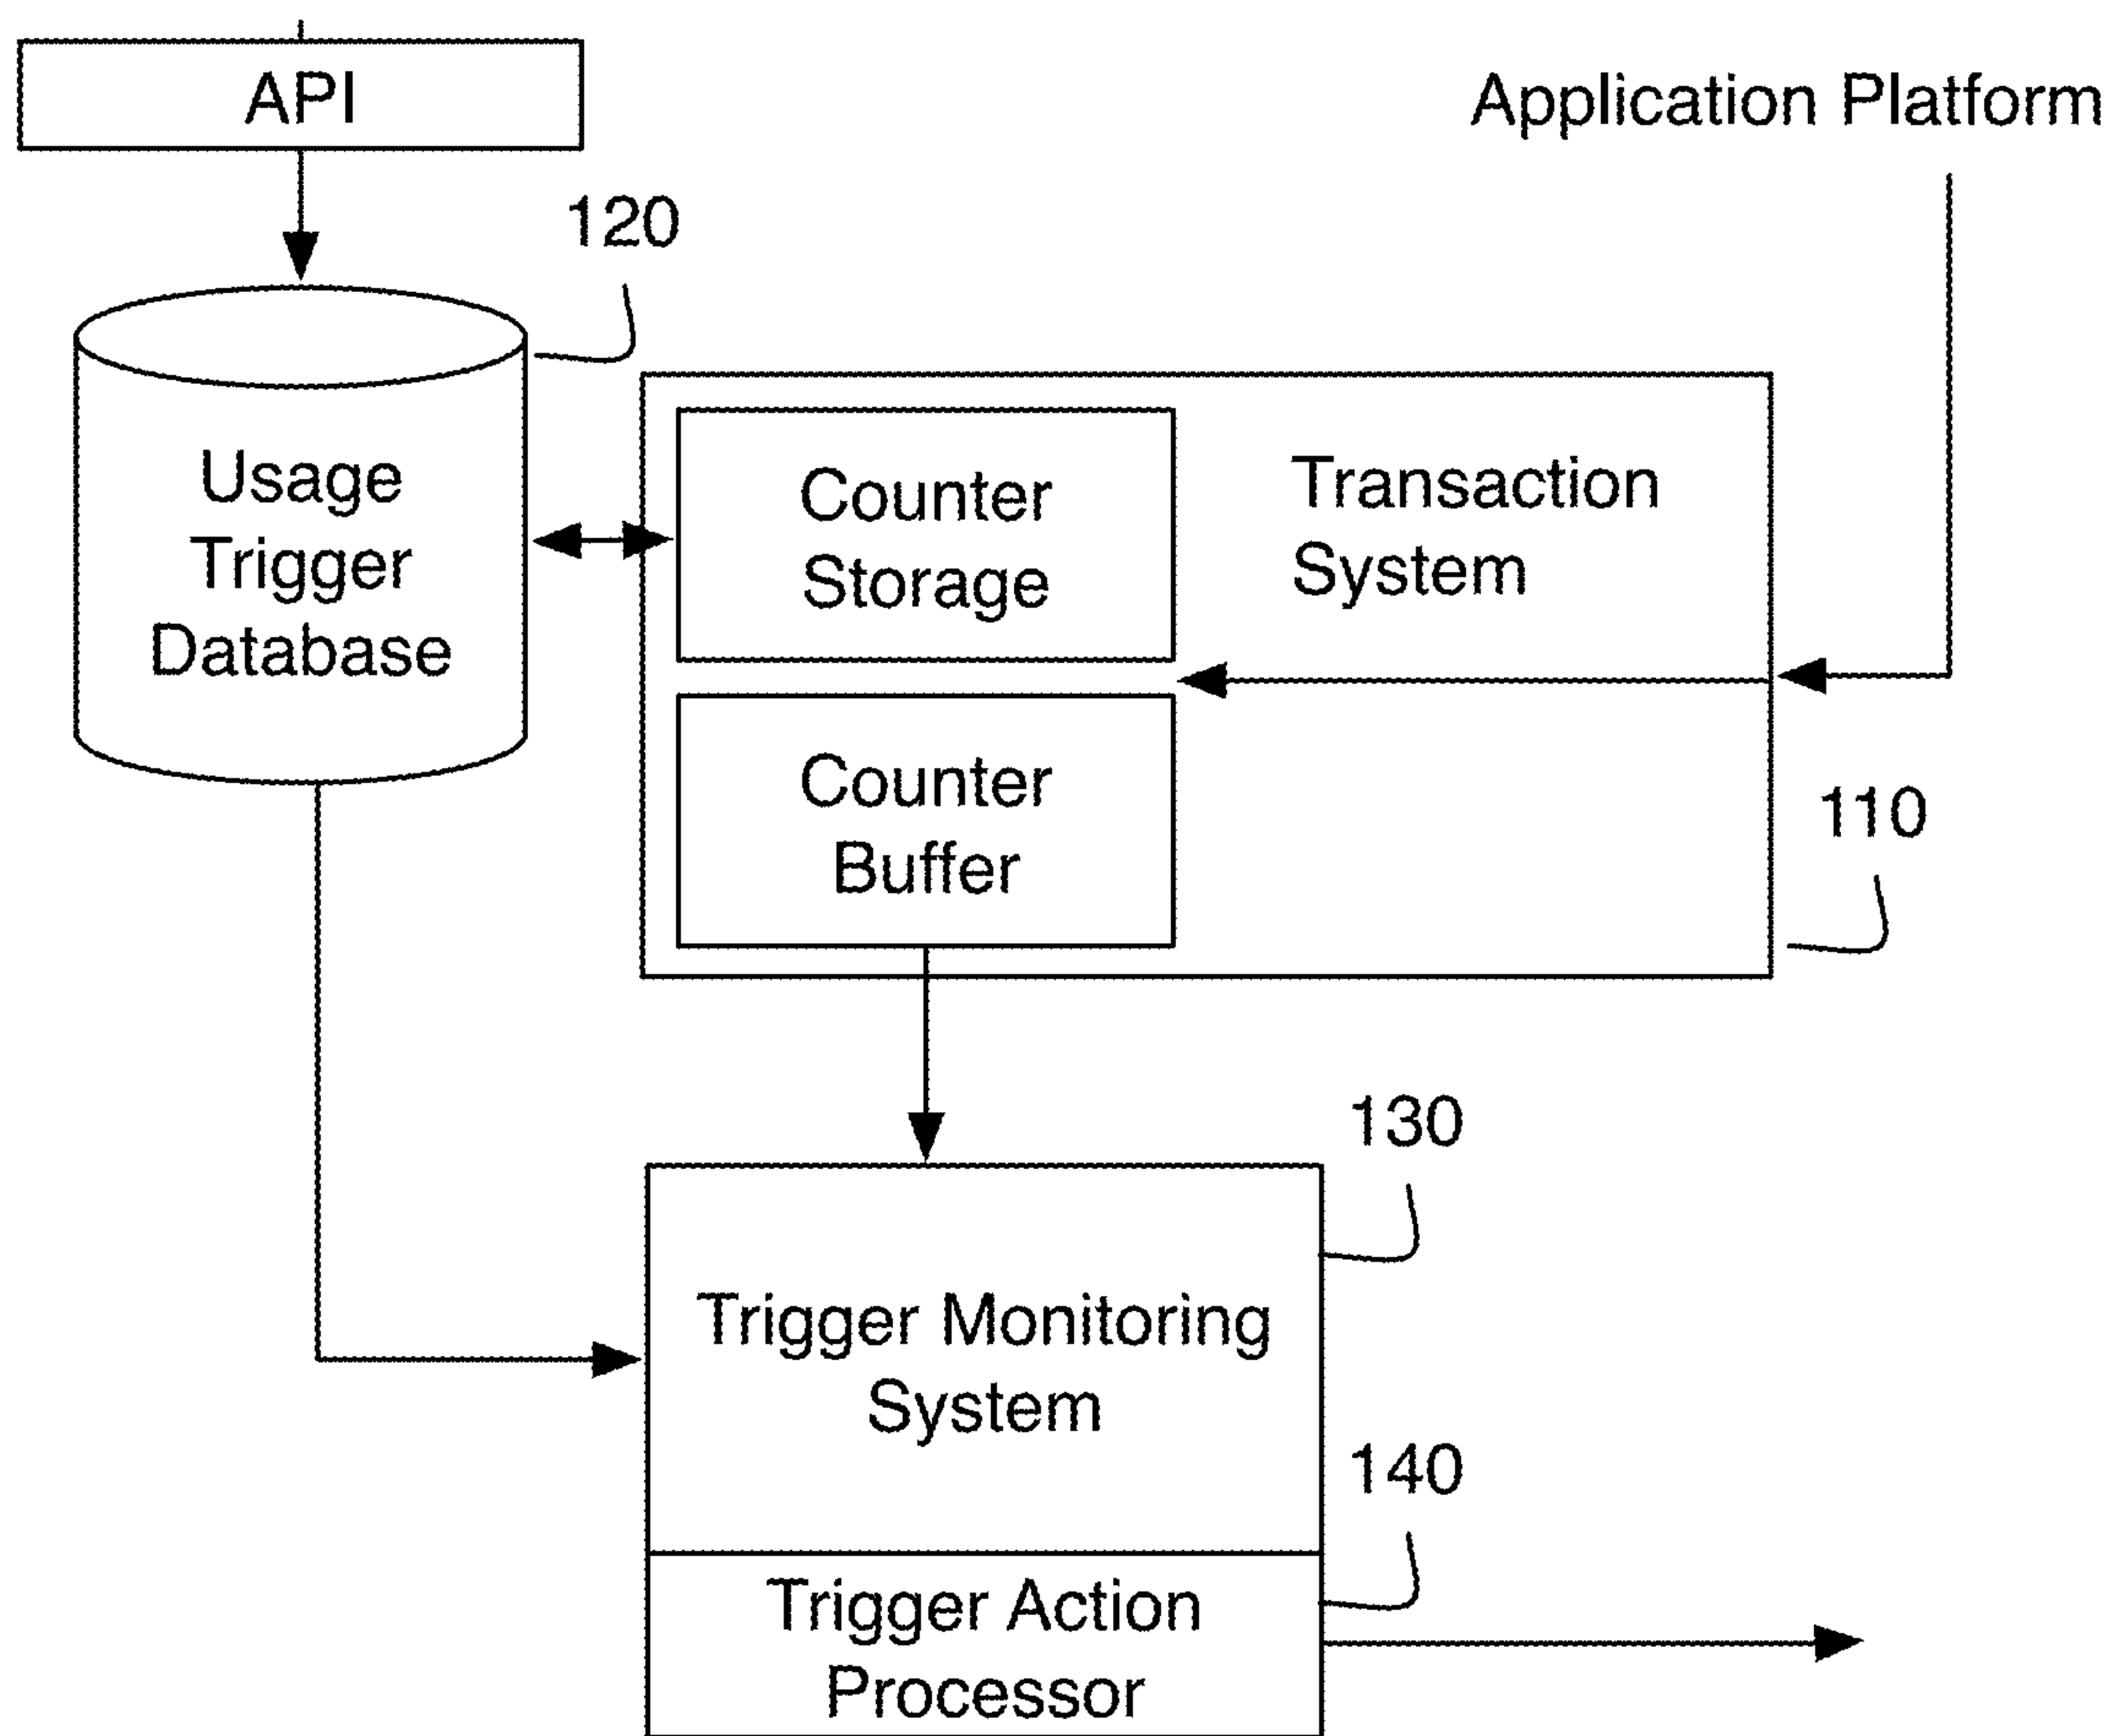 API
Application Platform
120
Usage
Trigger
Database
Counter
Storage
Transaction
System
Counter
Buffer
110
130
Trigger Monitoring
System
140
Trigger Action
Processor